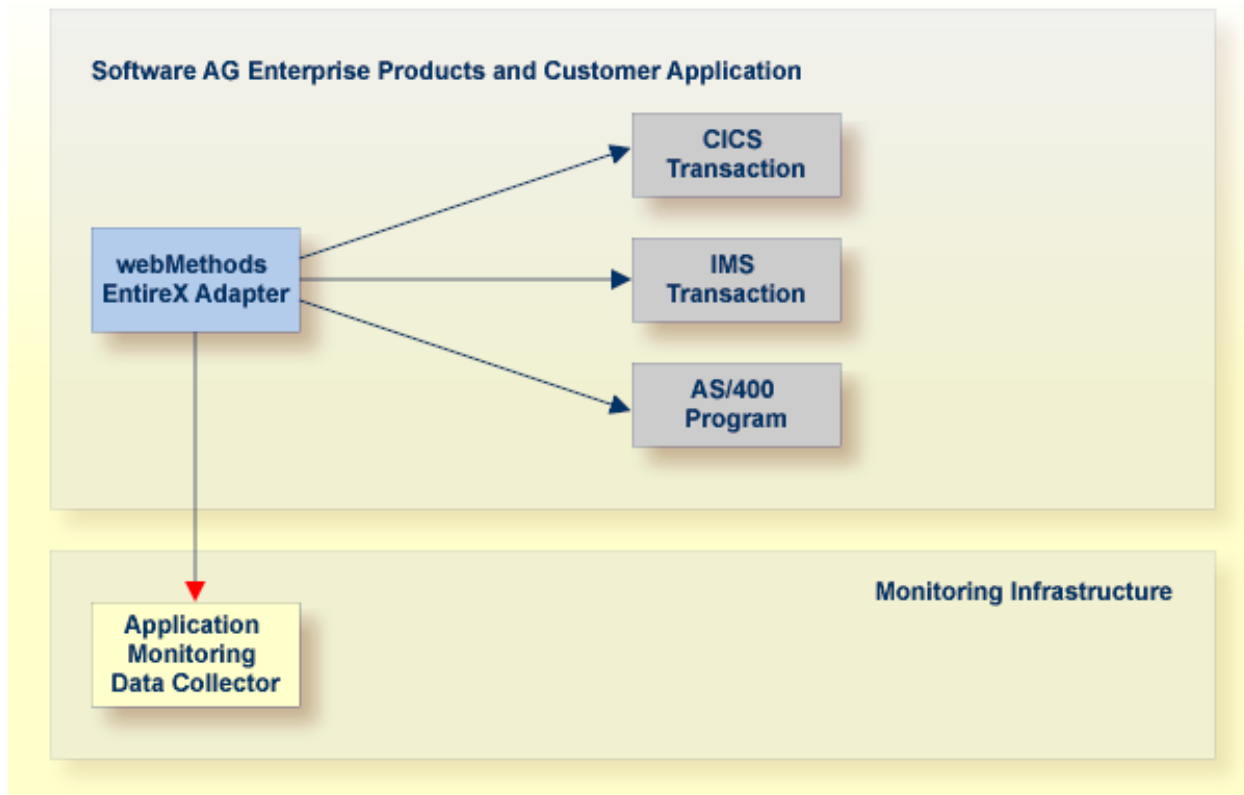 Software AG Enterprise Products and Customer Application
CICS
Transaction
webMethods
EntireX Adapter
IMS
Transaction
AS/400
Program
Monitoring Infrastructure
Application
Monitoring
Data Collector